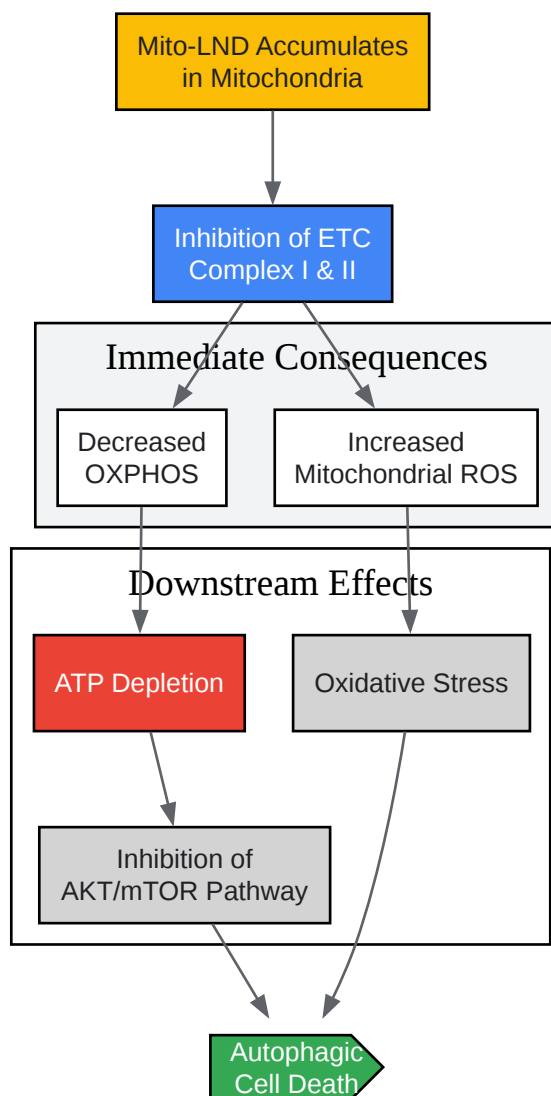 Mito-LND Accumulates
in Mitochondria
Inhibition of ETC
Complex I & II
Immediate Consequences
Decreased
OXPHOS
Increased
Mitochondrial ROS
Downstream Effects
ATP Depletion
Oxidative Stress
Inhibition of
AKT/mTOR Pathway
Autophagic
Cell Death